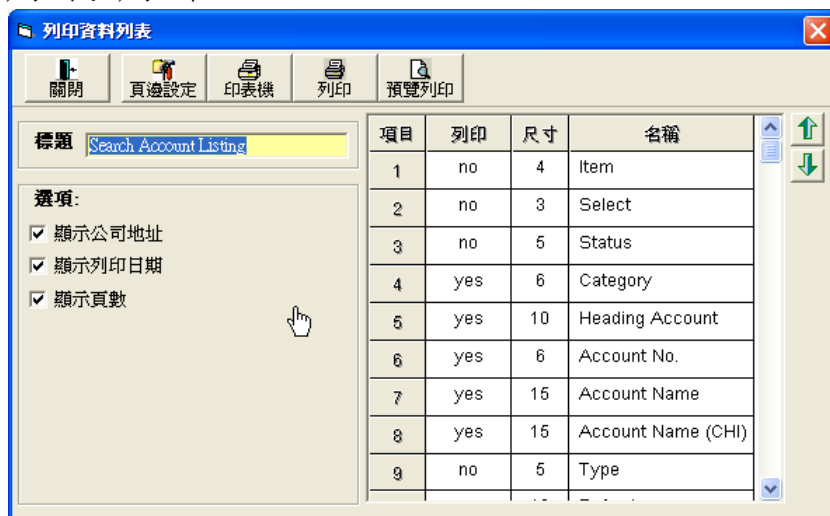 列印資料列表
關閉 頁邊設定 印表機 列印 預覽列印
標題 Search Account Listing
選項:
顯示公司地址
顯示列印日期
顯示頁數
項目 列印 尺寸 名稱
1 no 4 Item
2 no 3 Select
3 no 5 Status
4 yes 6 Category
5 yes 10 Heading Account
6 yes 6 Account No.
7 yes 15 Account Name
8 yes 15 Account Name (CHI)
9 no 5 Type